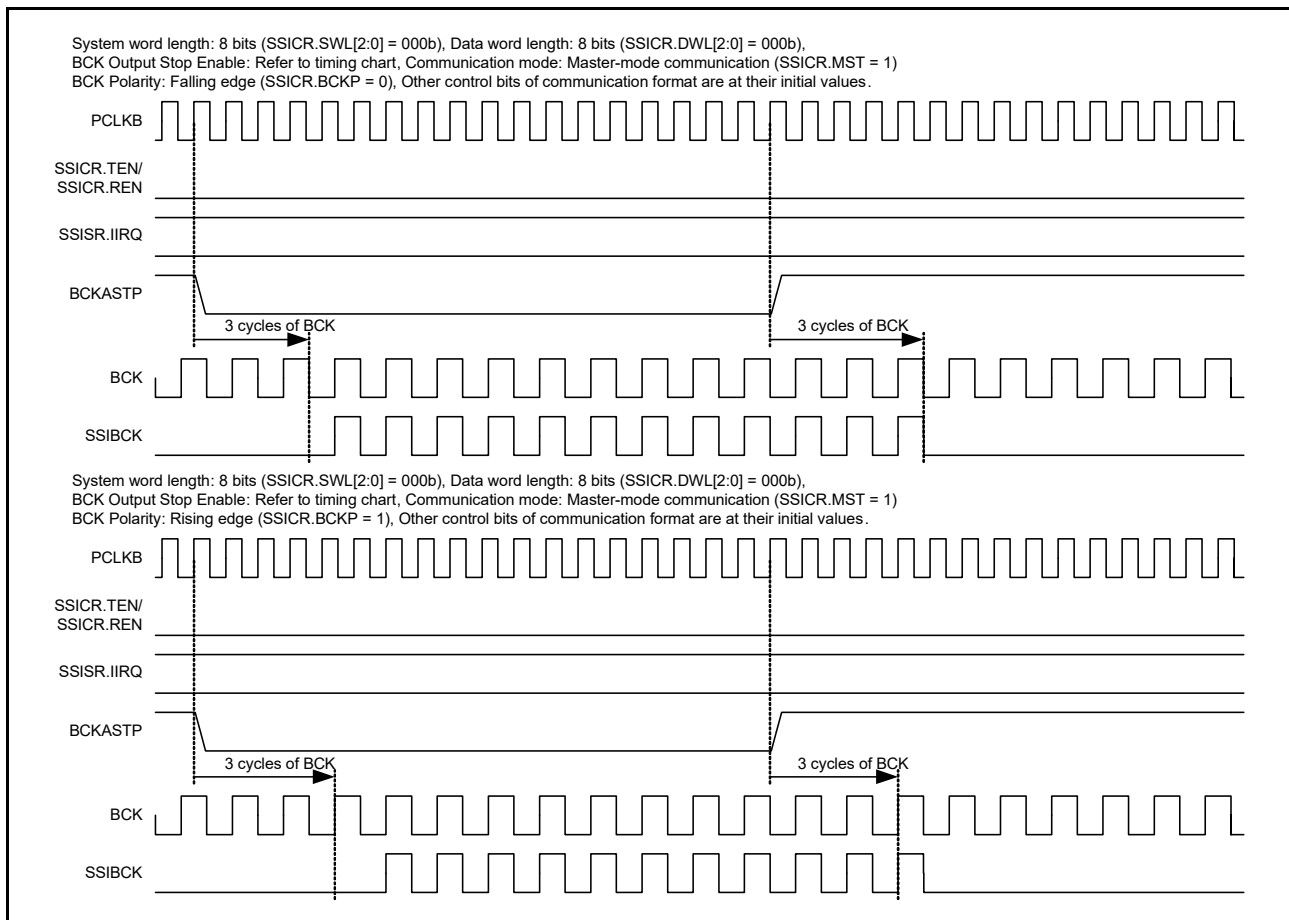 System word length: 8 bits (SSICR.SWL[2:0] = 000b), Data word length: 8 bits (SSICR.DWL[2:0] = 000b),
BCK Output Stop Enable: Refer to timing chart, Communication mode: Master-mode communication (SSICR.MST = 1)
BCK Polarity: Falling edge (SSICR.BCKP = 0), Other control bits of communication format are at their initial values.
PCLKB
SSICR.TEN/
SSICR.REN
SSISR.IIRQ
BCKASTP
3 cycles of BCK
3 cycles of BCK
BCK
SSIBCK
System word length: 8 bits (SSICR.SWL[2:0] = 000b), Data word length: 8 bits (SSICR.DWL[2:0] = 000b),
BCK Output Stop Enable: Refer to timing chart, Communication mode: Master-mode communication (SSICR.MST = 1)
BCK Polarity: Rising edge (SSICR.BCKP = 1), Other control bits of communication format are at their initial values.
PCLKB
SSICR.TEN/
SSICR.REN
SSISR.IIRQ
BCKASTP
3 cycles of BCK
3 cycles of BCK
BCK
SSIBCK